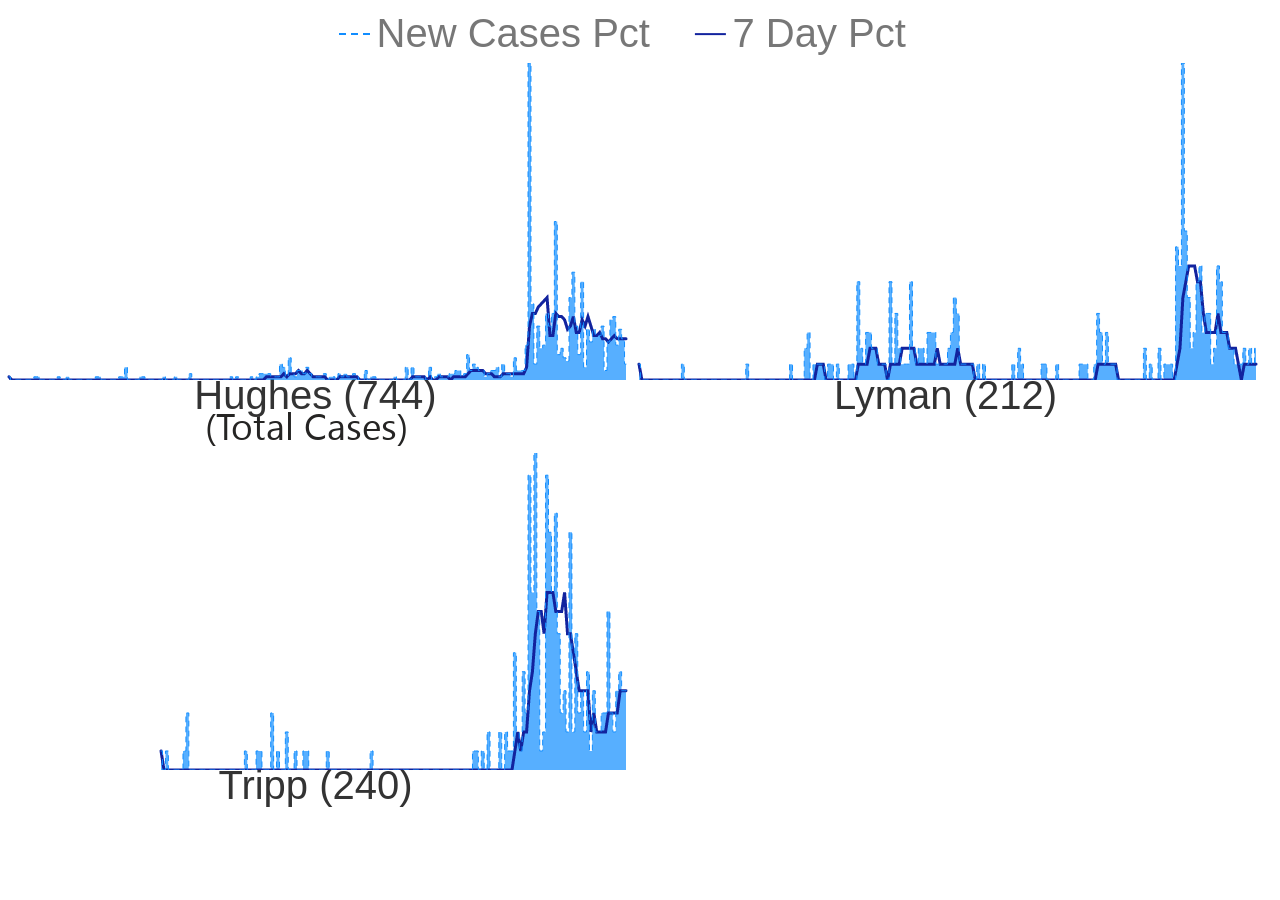 New Cases Pct 7 Day Pct
Hughes (744) Lyman (212)
(Total Cases)
Tripp (240)